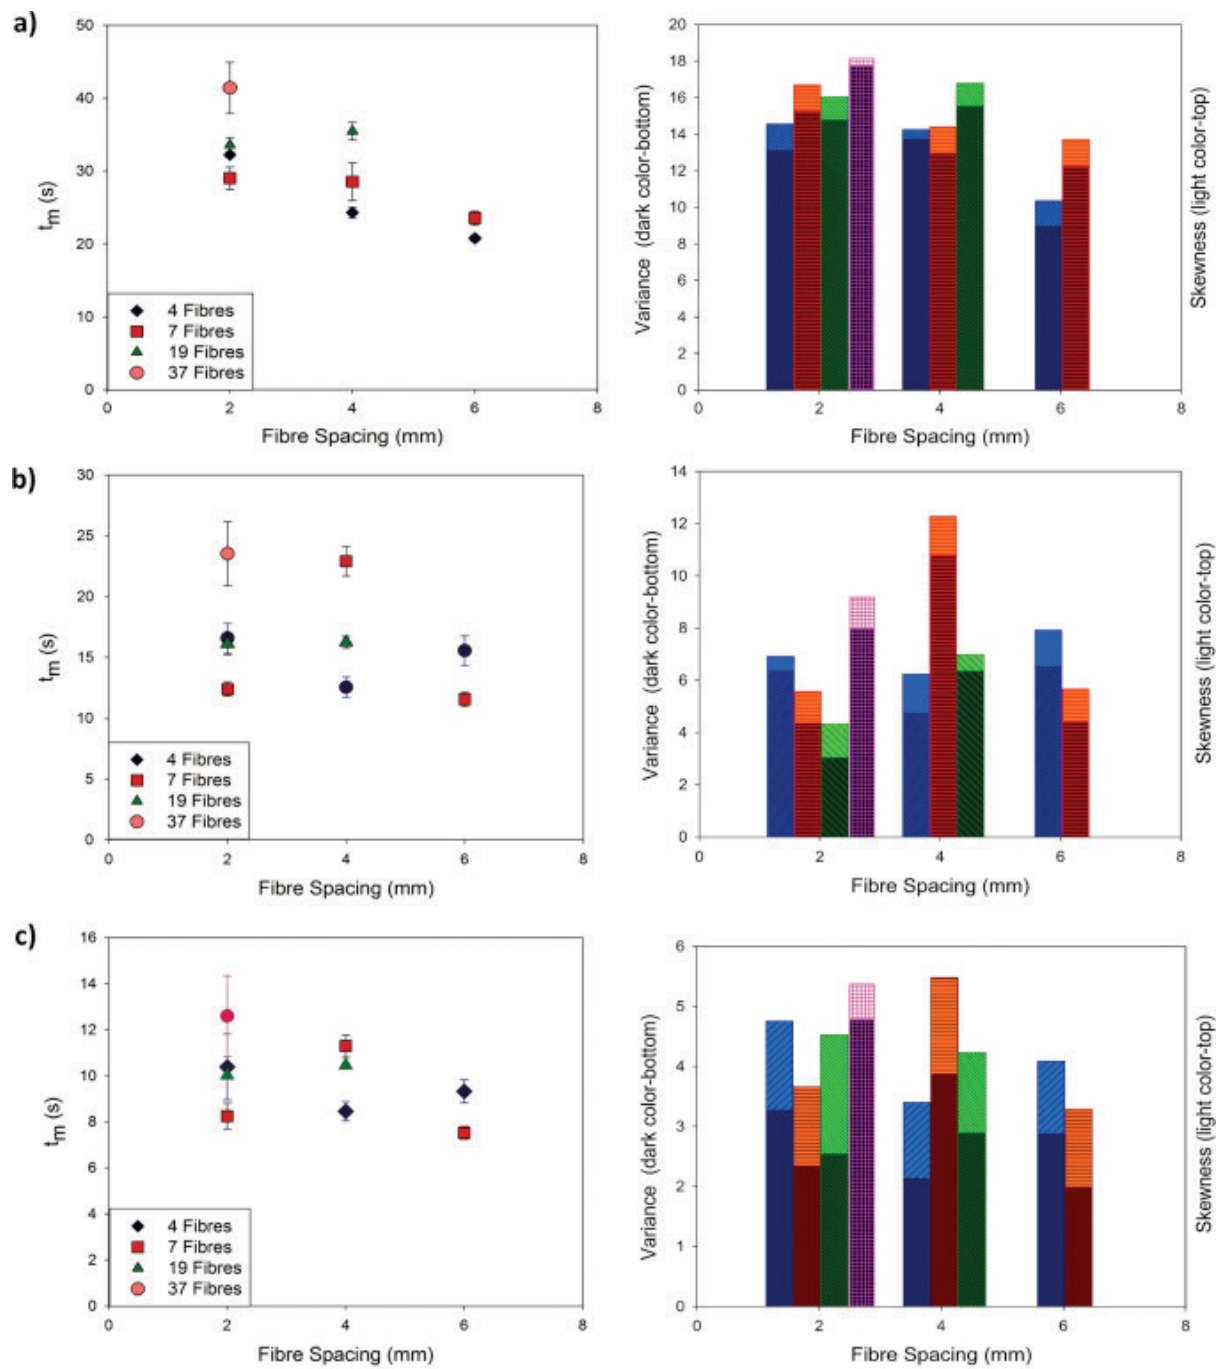 a)
50
40
30
20
10
0
t_m (s)
0 2 4 6 8
Fibre Spacing (mm)
4 Fibres
7 Fibres
19 Fibres
37 Fibres
20
18
16
14
12
10
8
6
4
2
0
Variance (dark color-bottom)
Skewness (light color-top)
0 2 4 6 8
Fibre Spacing (mm)
b)
30
25
20
15
10
5
0
t_m (s)
0 2 4 6 8
Fibre Spacing (mm)
4 Fibres
7 Fibres
19 Fibres
37 Fibres
14
12
10
8
6
4
2
0
Variance (dark color-bottom)
Skewness (light color-top)
0 2 4 6 8
Fibre Spacing (mm)
c)
16
14
12
10
8
6
4
2
0
t_m (s)
0 2 4 6 8
Fibre Spacing (mm)
4 Fibres
7 Fibres
19 Fibres
37 Fibres
6
5
4
3
2
1
0
Variance (dark color-bottom)
Skewness (light color-top)
0 2 4 6 8
Fibre Spacing (mm)